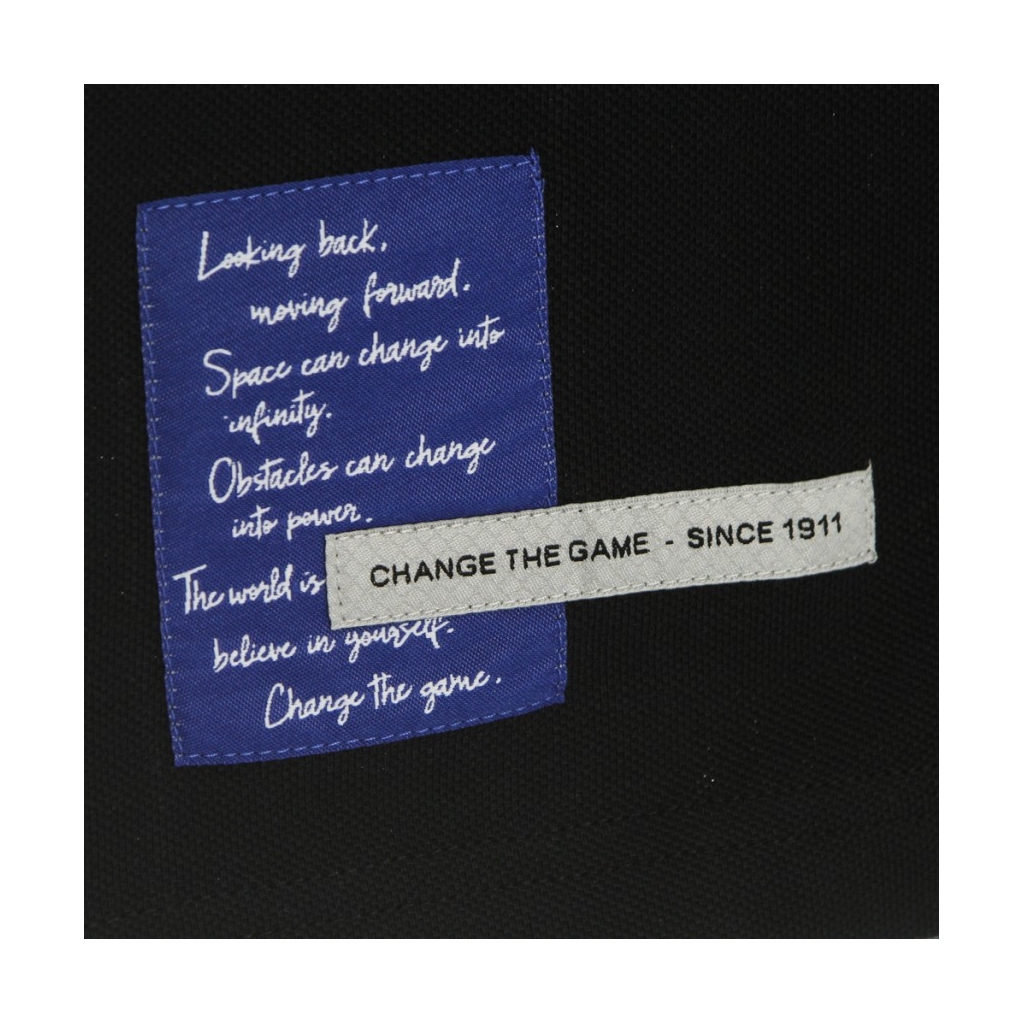 Looking back,
moving forward.
Space can change into
infinity.
Obstacles can change
into power.
The world is
believe in yourself.
Change the game.
CHANGE THE GAME - SINCE 1911